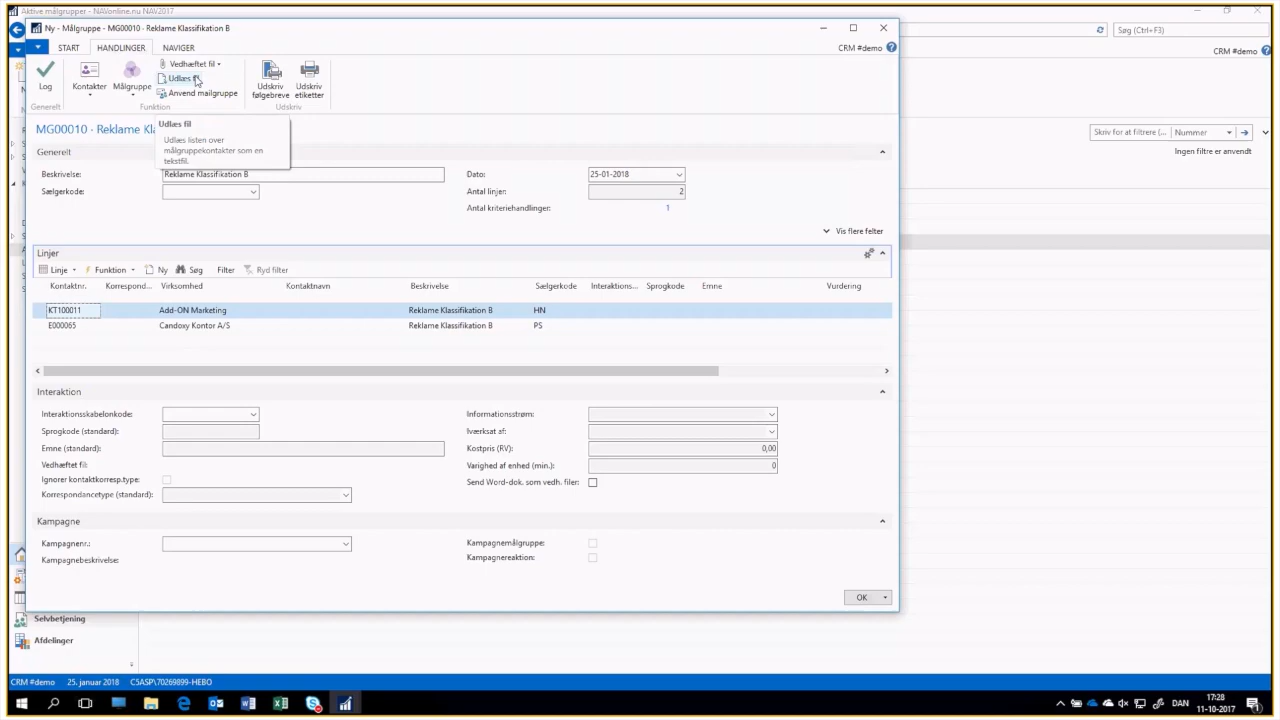 Aktive målgrupper - NAVonline.nu NAV2017
Ny - Målgruppe - MG00010 · Reklame Klassifikation B
Søg (Ctrl+F3)
START HANDLINGER NAVIGER
CRM #demo
CRM #demo
Log
Kontakter
Målgruppe
Vedhæftet fil
Udlæs fil
Anvend mailgruppe
Udskriv følgebreve
Udskriv etiketter
Generelt
Funktion
Udskriv
Udlæs fil
Udlæs listen over
målgruppekontakter som en
tekstfil.
MG00010 · Reklame Kla
Skriv for at filtrere (... Nummer
Ingen filtre er anvendt
Generelt
Beskrivelse: Reklame Klassifikation B
Dato: 25-01-2018
Sælgerkode:
Antal linjer: 2
Antal kriteriehandlinger: 1
Vis flere felter
Linjer
Linje Funktion Ny Søg Filter Ryd filter
Kontaktnr. Korrespond... Virksomhed Kontaktnavn Beskrivelse Sælgerkode Interaktions... Sprogkode Emne Vurdering
KT100011 Add-ON Marketing Reklame Klassifikation B HN
E000065 Candoxy Kontor A/S Reklame Klassifikation B PS
Interaktion
Interaktionsskabelonkode:
Informationsstrøm:
Sprogkode (standard):
Iværksat af:
Emne (standard):
Kostpris (RV): 0,00
Vedhæftet fil:
Varighed af enhed (min.): 0
Ignorer kontaktkorresp.type:
Send Word-dok. som vedh. filer:
Korrespondancetype (standard):
Kampagne
Kampagnenr.:
Kampagnemålgruppe:
Kampagnebeskrivelse:
Kampagnereaktion:
OK
Selvbetjening
Afdelinger
CRM #demo 25. januar 2018 C5ASP\70269899-HEBO
DAN
17:28
11-10-2017